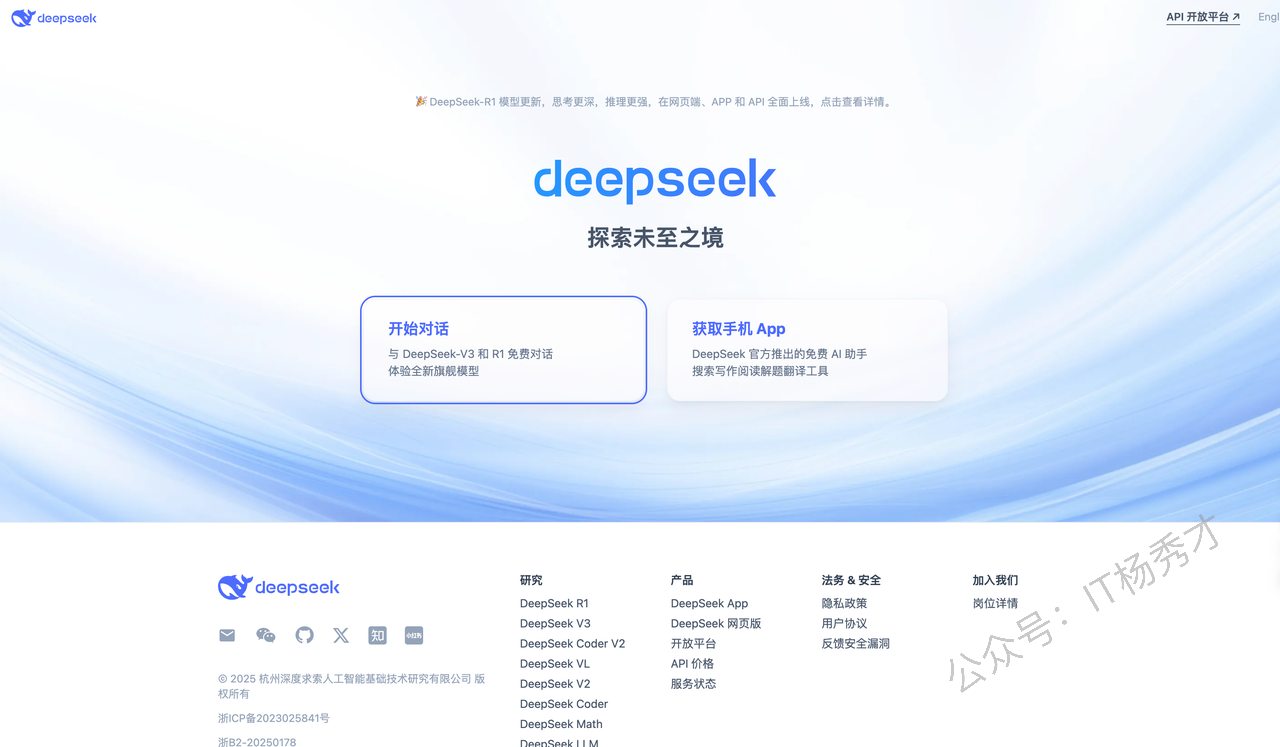 deepseek
API 开放平台
Engl
DeepSeek-R1 模型更新，思考更深，推理更强，在网页端、APP 和 API 全面上线，点击查看详情。
deepseek
探索未至之境
开始对话
与 DeepSeek-V3 和 R1 免费对话
体验全新旗舰模型
获取手机 App
DeepSeek 官方推出的免费 AI 助手
搜索写作阅读解题翻译工具
deepseek
知
小红书
© 2025 杭州深度求索人工智能基础技术研究有限公司 版
权所有
浙ICP备2023025841号
浙B2-20250178
研究
DeepSeek R1
DeepSeek V3
DeepSeek Coder V2
DeepSeek VL
DeepSeek V2
DeepSeek Coder
DeepSeek Math
DeepSeek LLM
产品
DeepSeek App
DeepSeek 网页版
开放平台
API 价格
服务状态
法务 & 安全
隐私政策
用户协议
反馈安全漏洞
加入我们
岗位详情
公众号：IT杨秀才